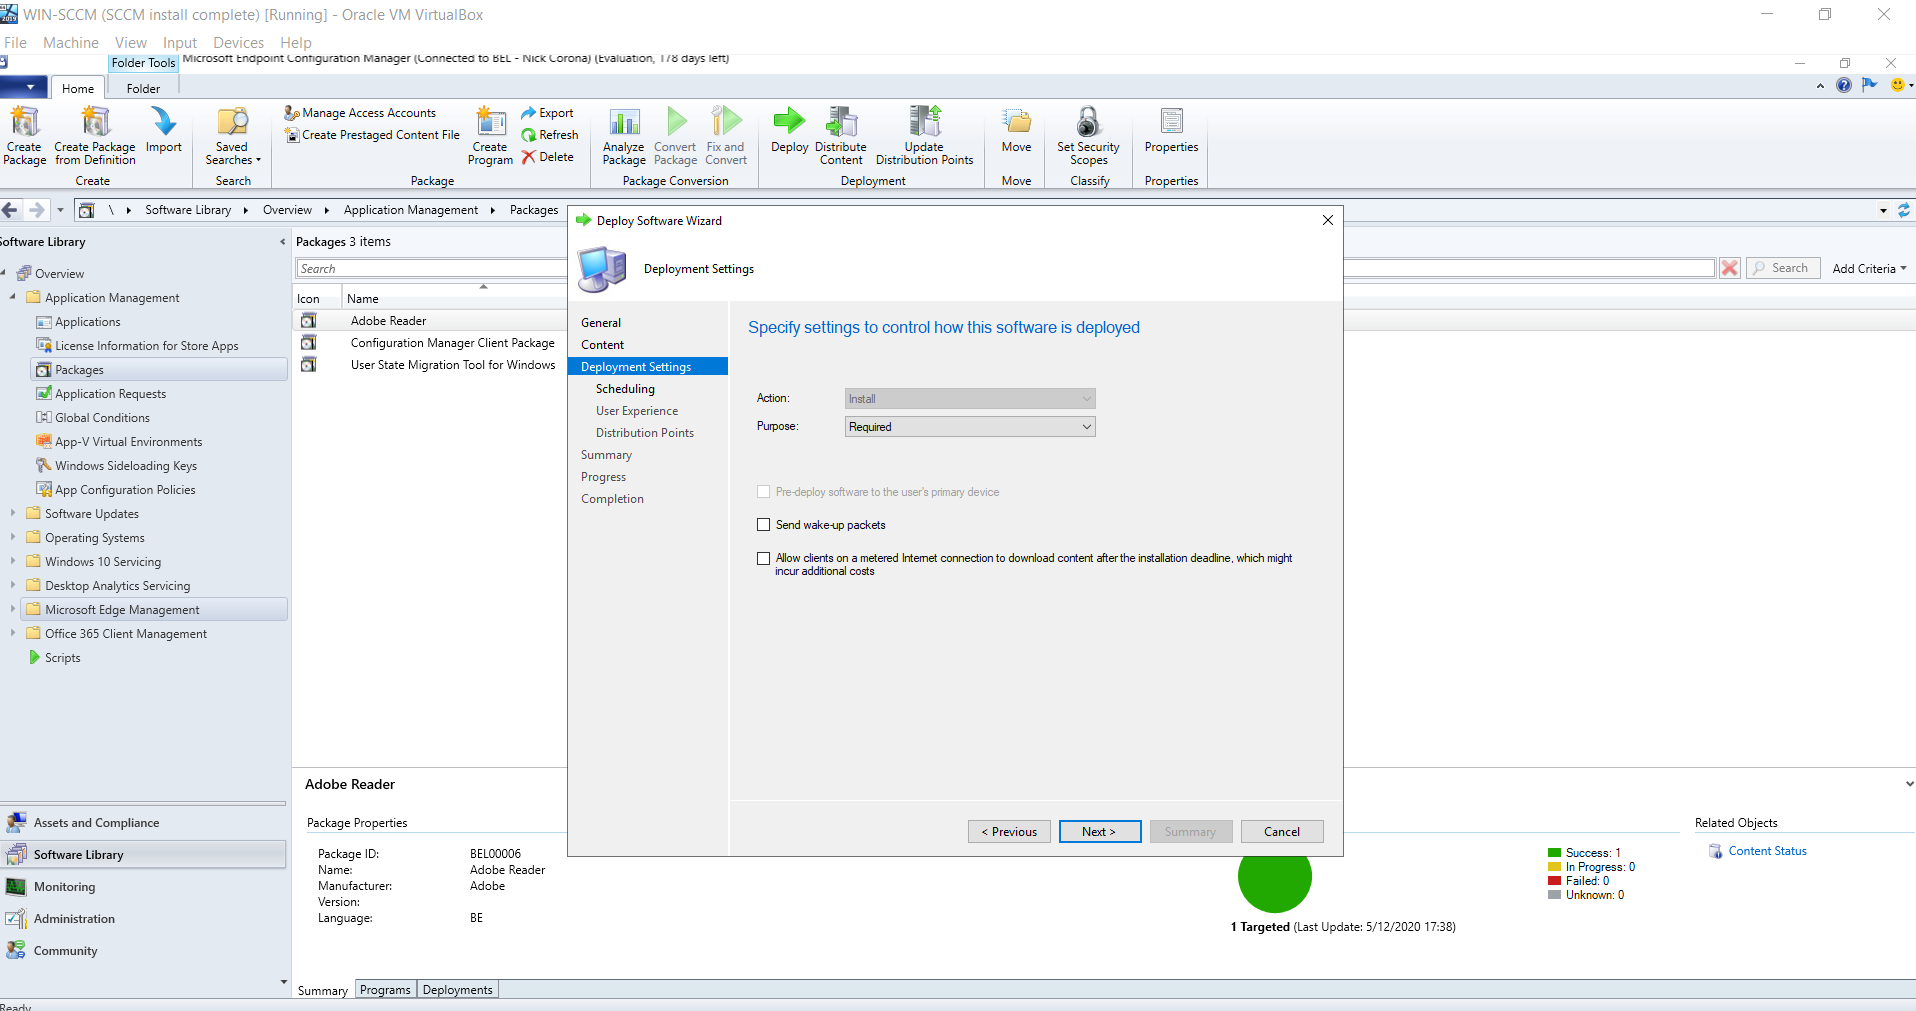 WIN-SCCM (SCCM install complete) [Running] - Oracle VM VirtualBox
File Machine View Input Devices Help
Folder Tools Microsoft Endpoint Configuration Manager (Connected to BEL - Nick Corona) (Evaluation, 178 days left)
Home Folder
Create Package
Create Package from Definition
Import
Create
Saved Searches
Search
Manage Access Accounts
Create Prestaged Content File
Create Program
Export
Refresh
Delete
Package
Analyze Package
Convert Package
Fix and Convert
Package Conversion
Deploy
Distribute Content
Update Distribution Points
Deployment
Move
Move
Set Security Scopes
Classify
Properties
Properties
\ Software Library Overview Application Management Packages
Software Library
Overview
Application Management
Applications
License Information for Store Apps
Packages
Application Requests
Global Conditions
App-V Virtual Environments
Windows Sideloading Keys
App Configuration Policies
Software Updates
Operating Systems
Windows 10 Servicing
Desktop Analytics Servicing
Microsoft Edge Management
Office 365 Client Management
Scripts
Assets and Compliance
Software Library
Monitoring
Administration
Community
Packages 3 items
Search
Search
Add Criteria
Icon Name
Adobe Reader
Configuration Manager Client Package
User State Migration Tool for Windows
Deploy Software Wizard
Deployment Settings
General
Content
Deployment Settings
Scheduling
User Experience
Distribution Points
Summary
Progress
Completion
Specify settings to control how this software is deployed
Action: Install
Purpose: Required
Pre-deploy software to the user's primary device
Send wake-up packets
Allow clients on a metered Internet connection to download content after the installation deadline, which might
incur additional costs
< Previous Next > Summary Cancel
Adobe Reader
Package Properties
Package ID: BEL00006
Name: Adobe Reader
Manufacturer: Adobe
Version:
Language: BE
Success: 1
In Progress: 0
Failed: 0
Unknown: 0
1 Targeted (Last Update: 5/12/2020 17:38)
Related Objects
Content Status
Summary Programs Deployments
Ready